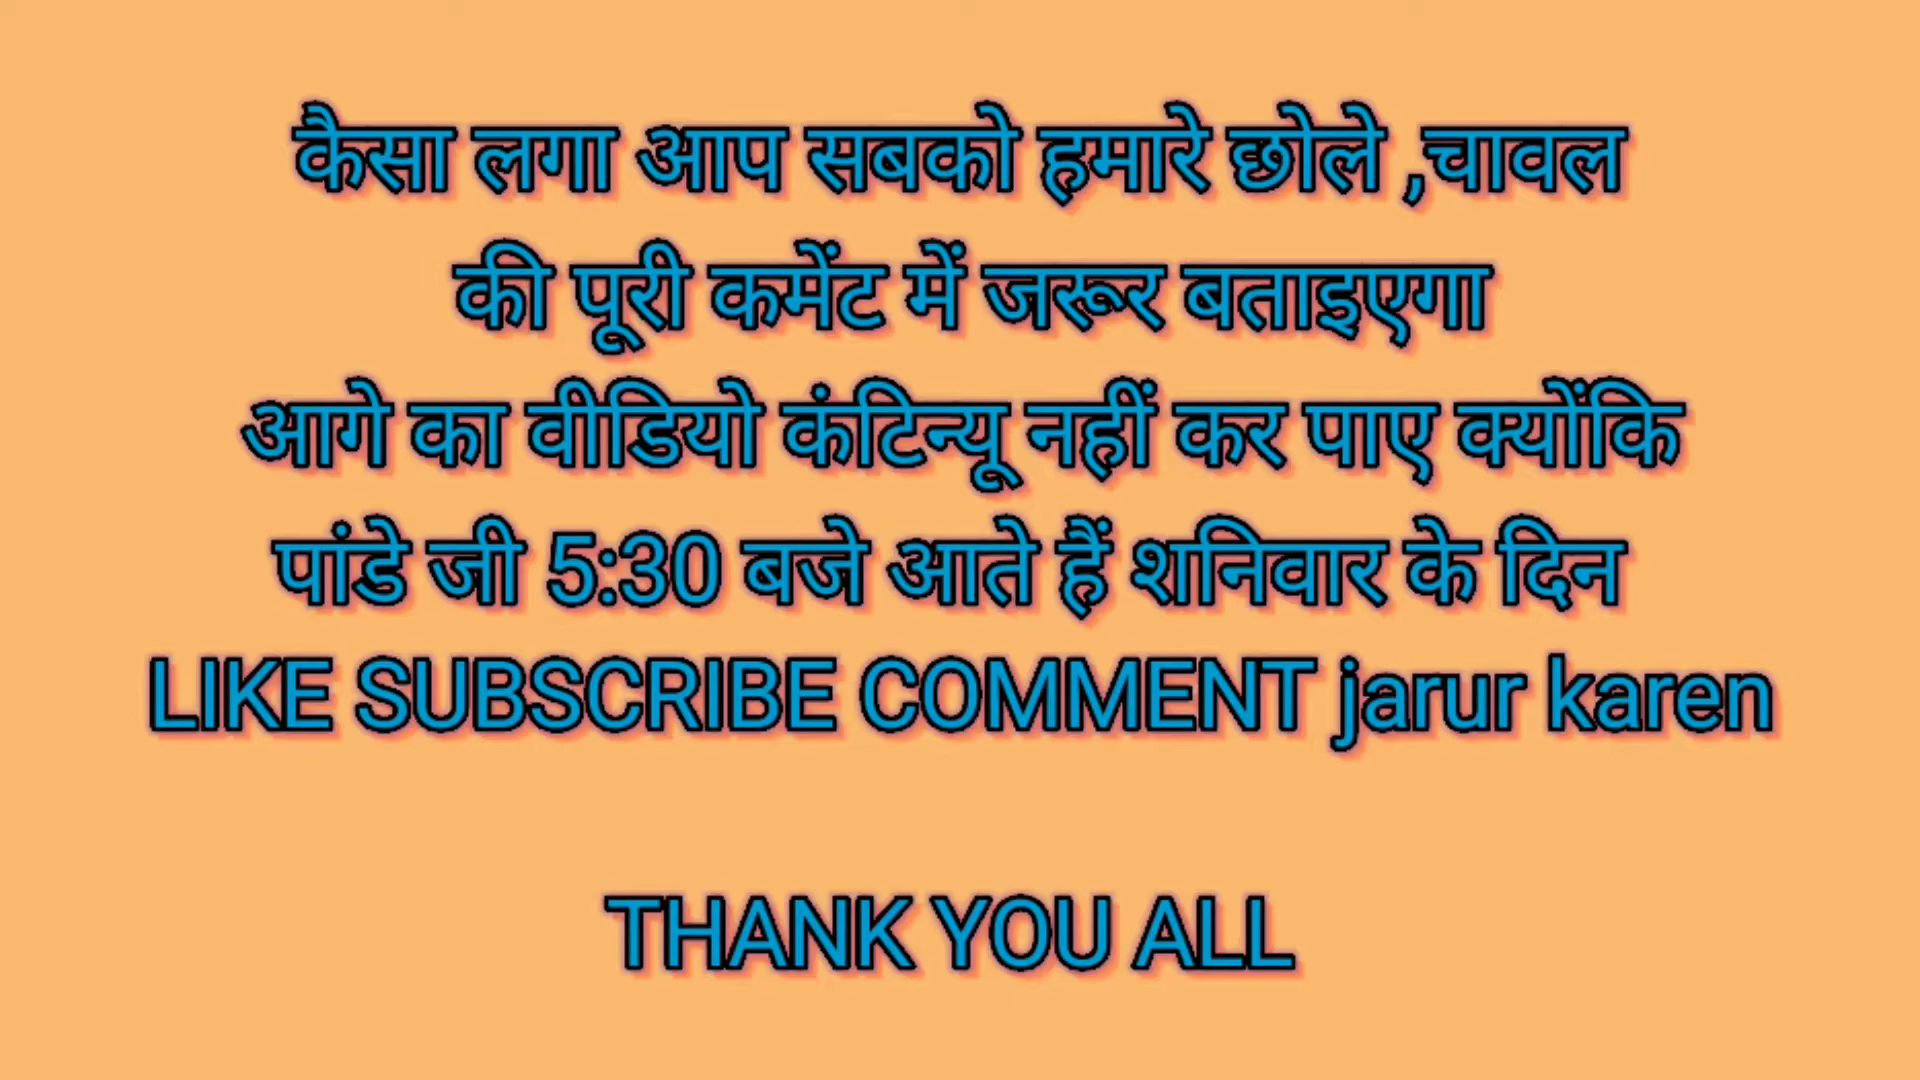 कैसा लगा आप सबको हमारे छोले ,चावल
की पूरी कमेंट में जरूर बताइएगा
आगे का वीडियो कंटिन्यू नहीं कर पाए क्योंकि
पांडे जी 5:30 बजे आते हैं शनिवार के दिन
LIKE SUBSCRIBE COMMENT jarur karen
THANK YOU ALL